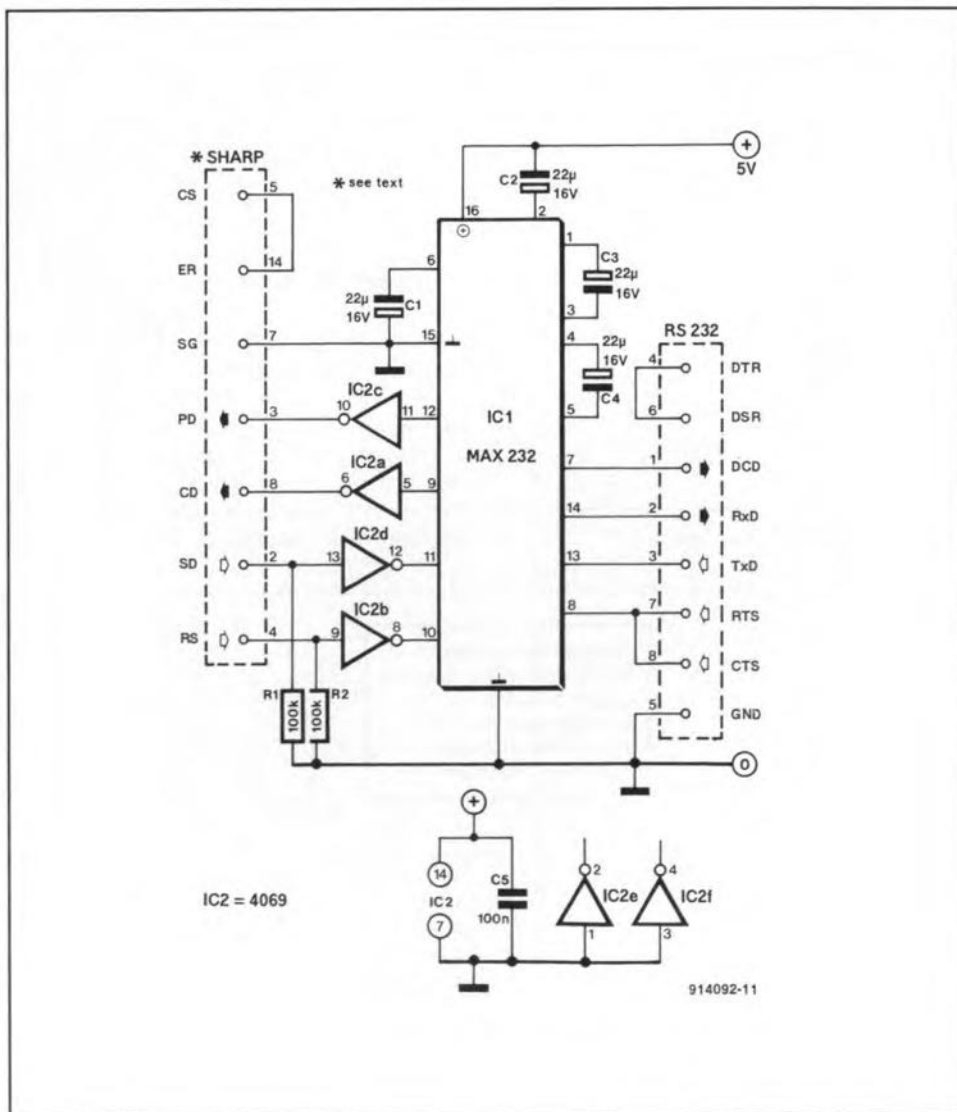 * SHARP
* see text
CS 5
ER 14
SG 7
PD 3
CD 8
SD 2
RS 4
R1 100k
100k R2
IC2c
10 11 12
IC2a
6 5 9
IC2d
13 12 11
IC2b
9 8 10
6
22µ
16V
C1
15
16
C2
22µ
16V
2
+
5V
1
C3
22µ
16V
3
4
22µ
16V
C4
5
IC1
MAX 232
RS 232
4 DTR
6 DSR
7 1 DCD
14 2 RxD
13 3 TxD
8 7 RTS
8 CTS
5 GND
0
+
14
IC2
7
C5
100n
2
IC2e
1
4
IC2f
3
IC2 = 4069
914092-11